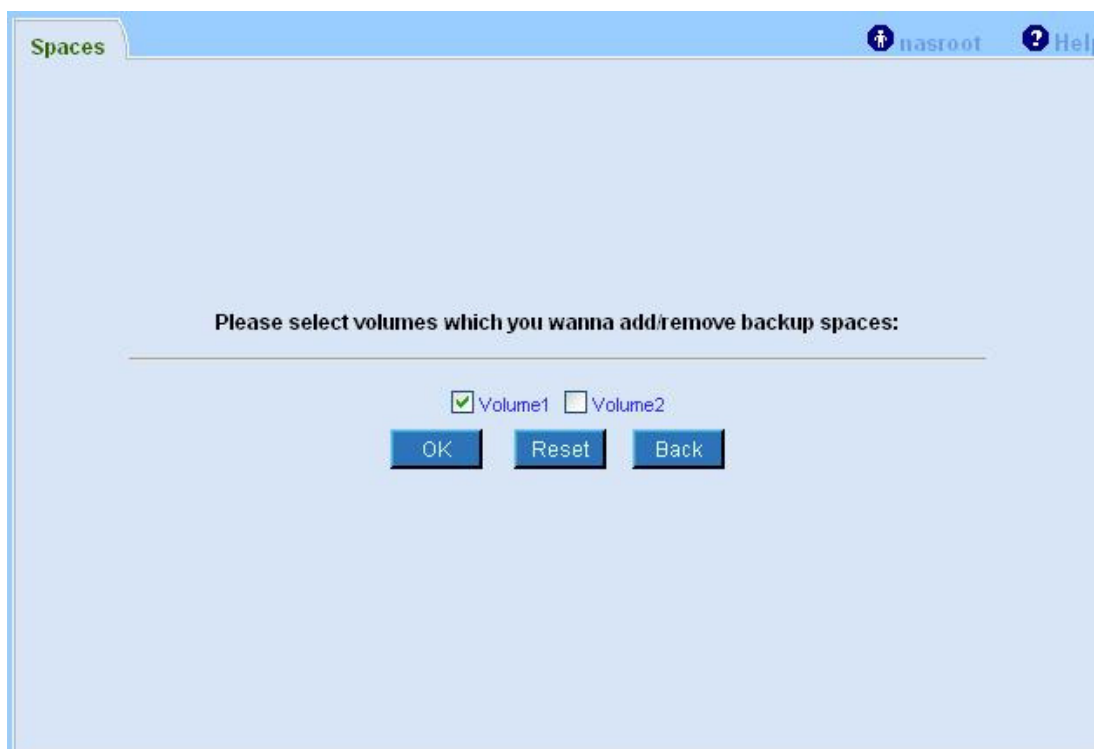 Spaces
nasroot
Please select volumes which you wanna add/remove backup spaces:
Volume1 Volume2
OK Reset Back